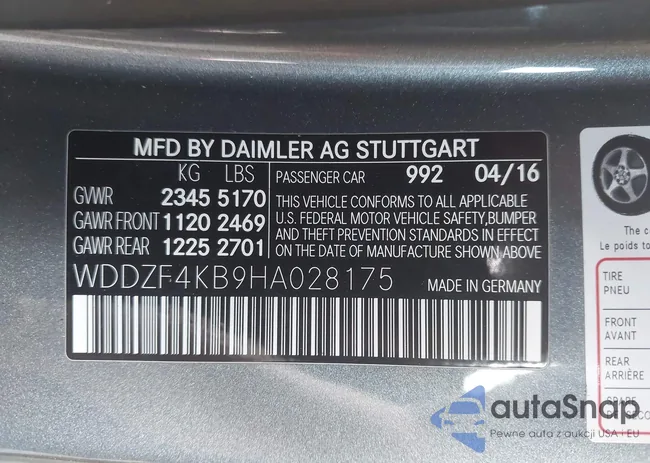 MFD BY DAIMLER AG STUTTGART
KG LBS
PASSENGER CAR 992 04/16
GVWR 2345 5170
GAWR FRONT 1120 2469
GAWR REAR 1225 2701
THIS VEHICLE CONFORMS TO ALL APPLICABLE
U.S. FEDERAL MOTOR VEHICLE SAFETY,BUMPER
AND THEFT PREVENTION STANDARDS IN EFFECT
ON THE DATE OF MANUFACTURE SHOWN ABOVE
WDDZF4KB9HA028175 MADE IN GERMANY
The c
Le poids to
TIRE
PNEU
FRONT
AVANT
REAR
ARRIÈRE
autaSnap
Pewne auta z aukcji USA i EU